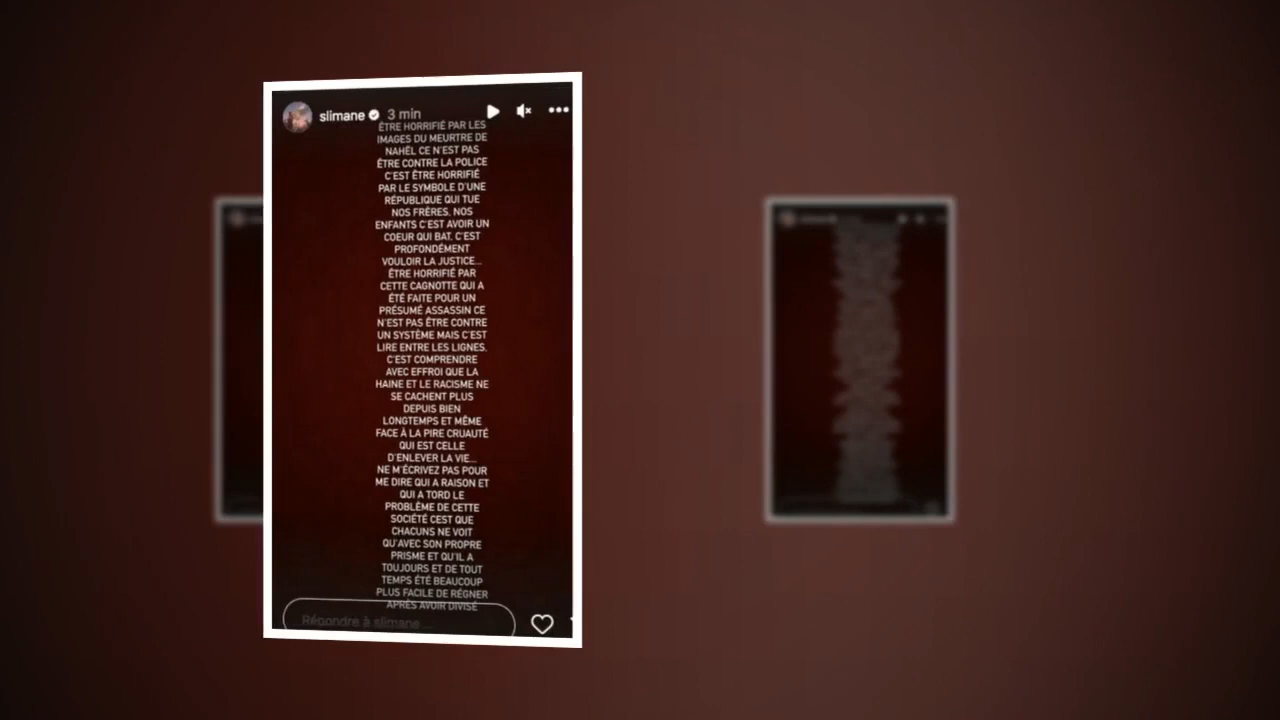 slimane 3 min
ÊTRE HORRIFIÉ PAR LES
IMAGES DU MEURTRE DE
NAHËL CE N'EST PAS
ÊTRE CONTRE LA POLICE
C'EST ÊTRE HORRIFIÉ
PAR LE SYMBOLE D'UNE
RÉPUBLIQUE QUI TUE
NOS FRÈRES, NOS
ENFANTS C'EST AVOIR UN
COEUR QUI BAT, C'EST
PROFONDÉMENT
VOULOIR LA JUSTICE...
ÊTRE HORRIFIÉ PAR
CETTE CAGNOTTE QUI A
ÉTÉ FAITE POUR UN
PRÉSUMÉ ASSASSIN CE
N'EST PAS ÊTRE CONTRE
UN SYSTÈME MAIS C'EST
LIRE ENTRE LES LIGNES,
C'EST COMPRENDRE
AVEC EFFROI QUE LA
HAINE ET LE RACISME NE
SE CACHENT PLUS
DEPUIS BIEN
LONGTEMPS ET MÊME
FACE À LA PIRE CRUAUTÉ
QUI EST CELLE
D'ENLEVER LA VIE...
NE M'ÉCRIVEZ PAS POUR
ME DIRE QUI A RAISON ET
QUI A TORD LE
PROBLÈME DE CETTE
SOCIÉTÉ CEST QUE
CHACUNS NE VOIT
QU'AVEC SON PROPRE
PRISME ET QU'IL A
TOUJOURS ET DE TOUT
TEMPS ÉTÉ BEAUCOUP
PLUS FACILE DE RÉGNER
APRÈS AVOIR DIVISÉ
Répondre à slimane ...